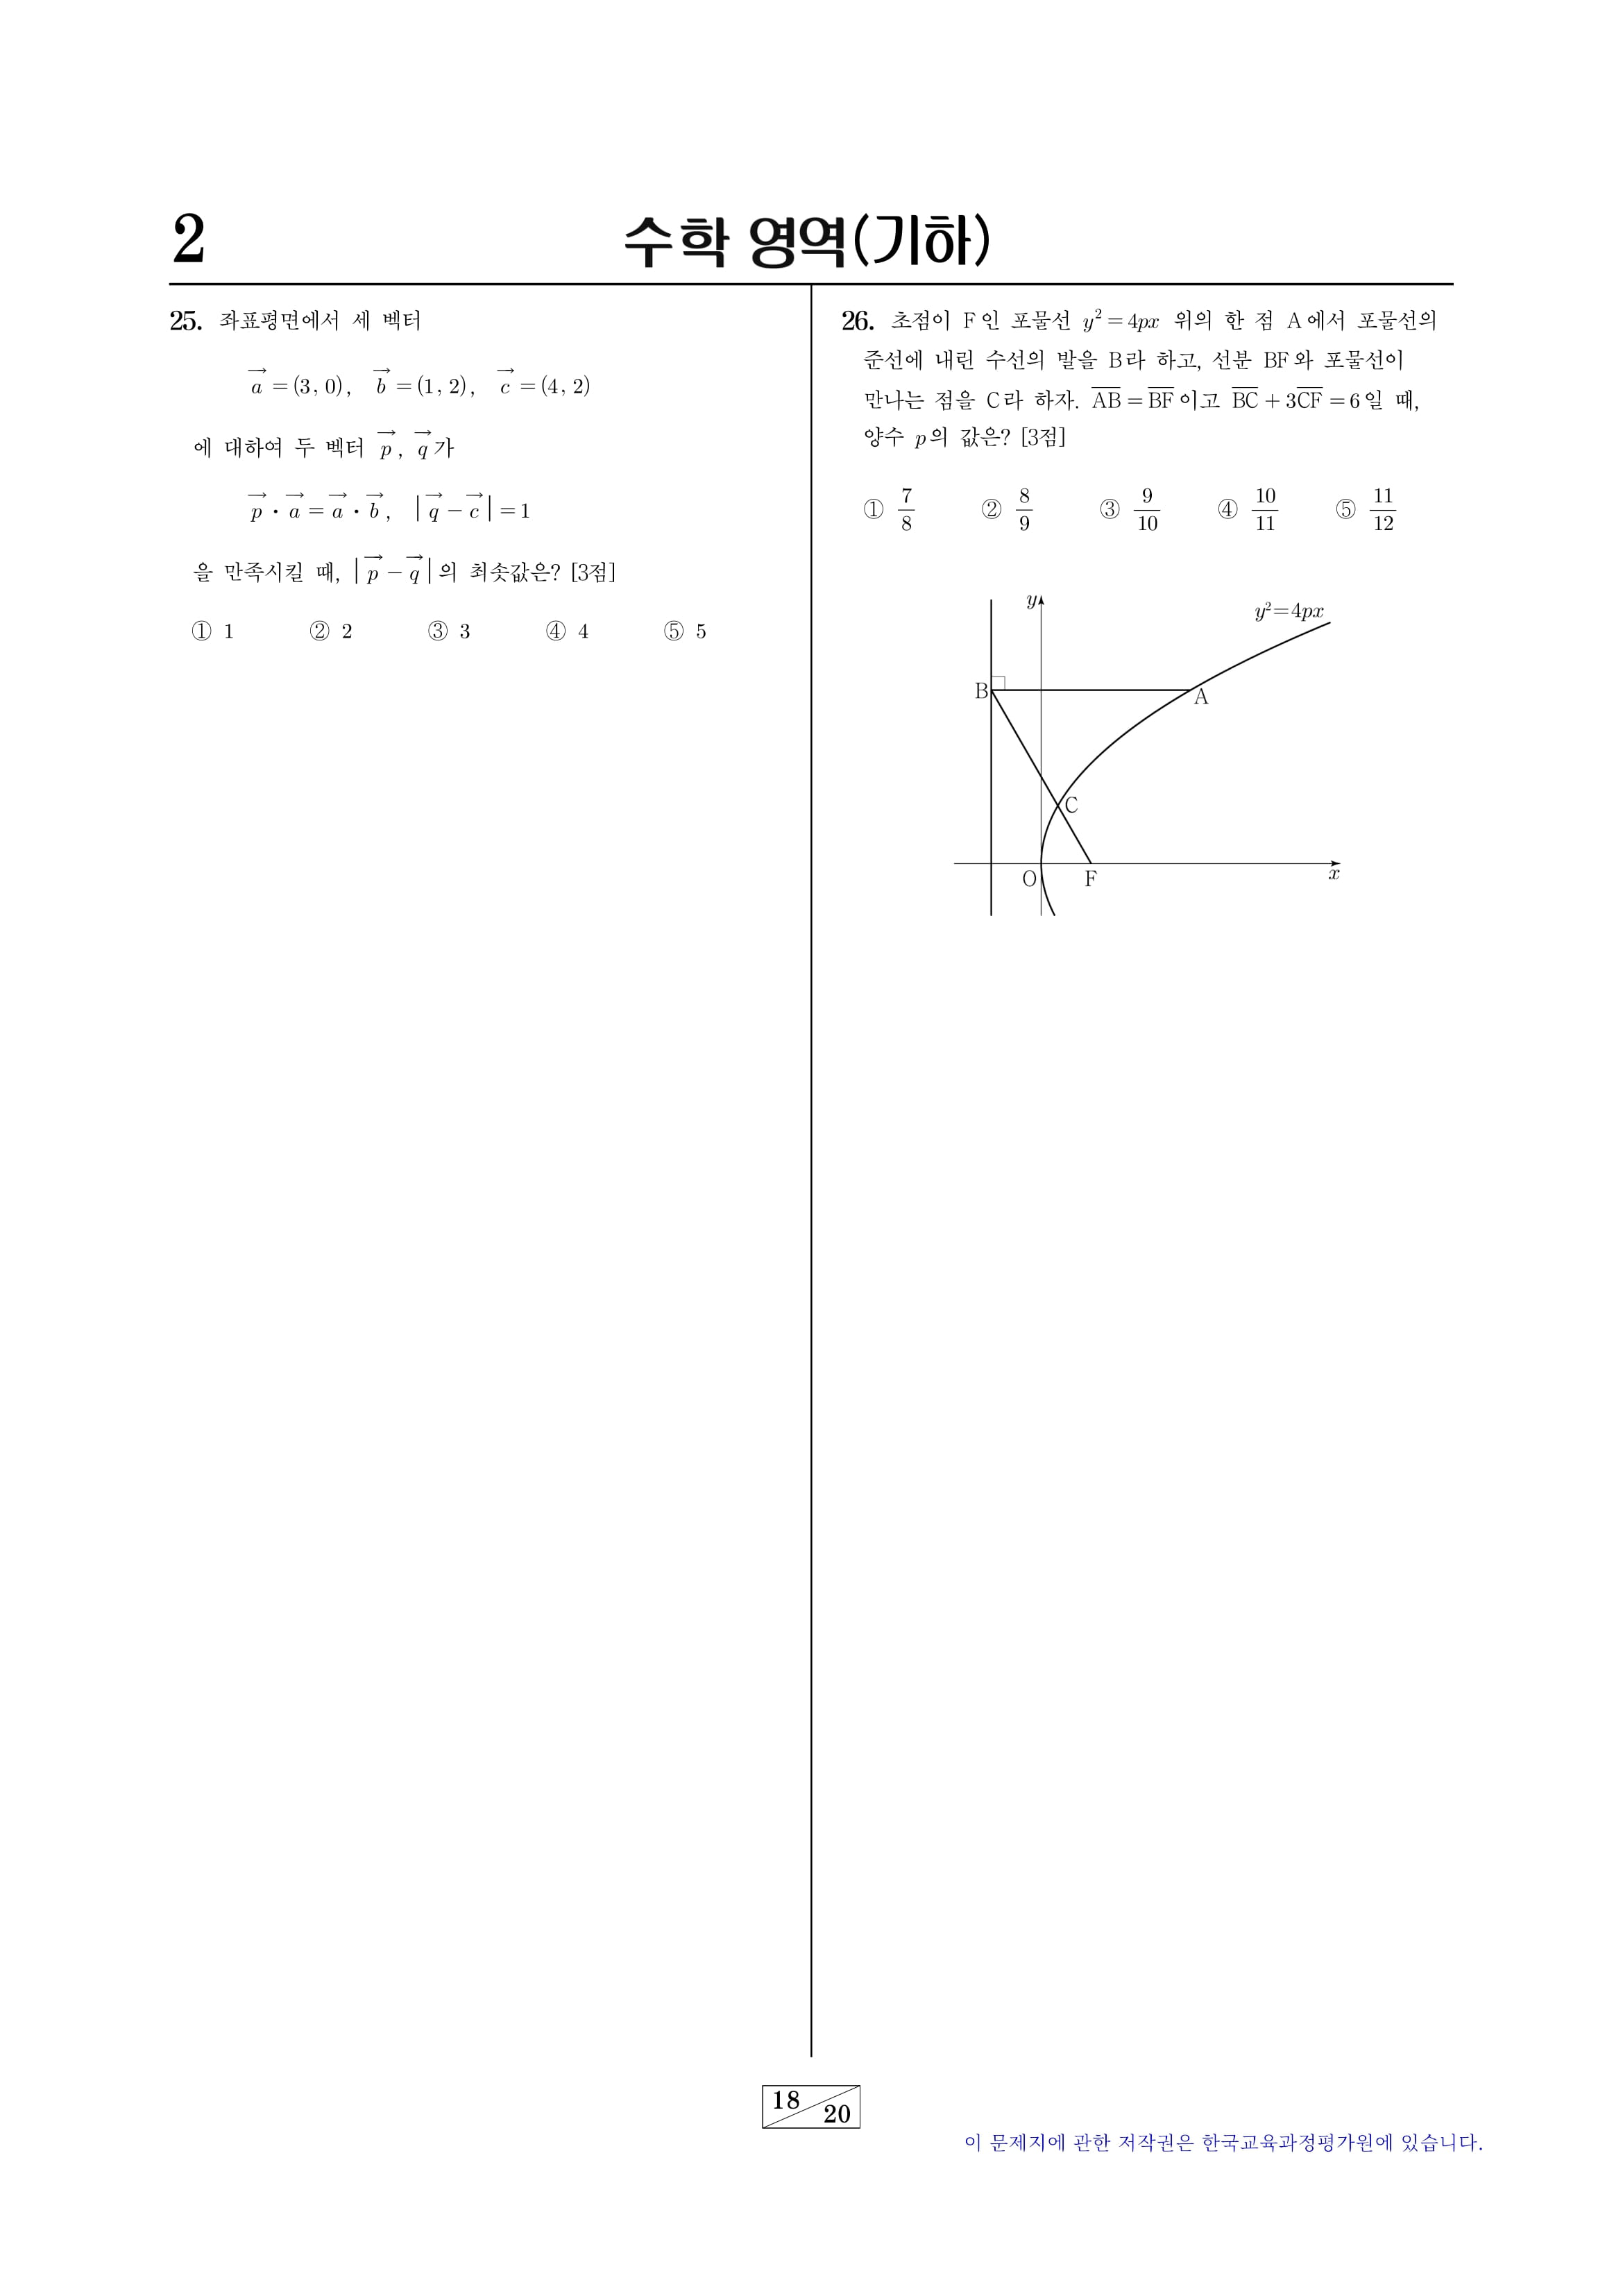 2
수학 영역(기하)
25. 좌표평면에서 세 벡터
$\vec{a}=(3, 0),\ \vec{b}=(1, 2),\ \vec{c}=(4, 2)$
에 대하여 두 벡터 $\vec{p}$, $\vec{q}$가
$\vec{p}\cdot\vec{a}=\vec{a}\cdot\vec{b},\ |\vec{q}-\vec{c}|=1$
을 만족시킬 때, $|\vec{p}-\vec{q}|$의 최솟값은? [3점]
① 1 ② 2 ③ 3 ④ 4 ⑤ 5
26. 초점이 F인 포물선 $y^2=4px$ 위의 한 점 A에서 포물선의
준선에 내린 수선의 발을 B라 하고, 선분 BF와 포물선이
만나는 점을 C라 하자. $\overline{AB}=\overline{BF}$이고 $\overline{BC}+3\overline{CF}=6$일 때,
양수 $p$의 값은? [3점]
① $\frac{7}{8}$ ② $\frac{8}{9}$ ③ $\frac{9}{10}$ ④ $\frac{10}{11}$ ⑤ $\frac{11}{12}$
y
$y^2=4px$
B
A
C
O
F
x
18
20
이 문제지에 관한 저작권은 한국교육과정평가원에 있습니다.